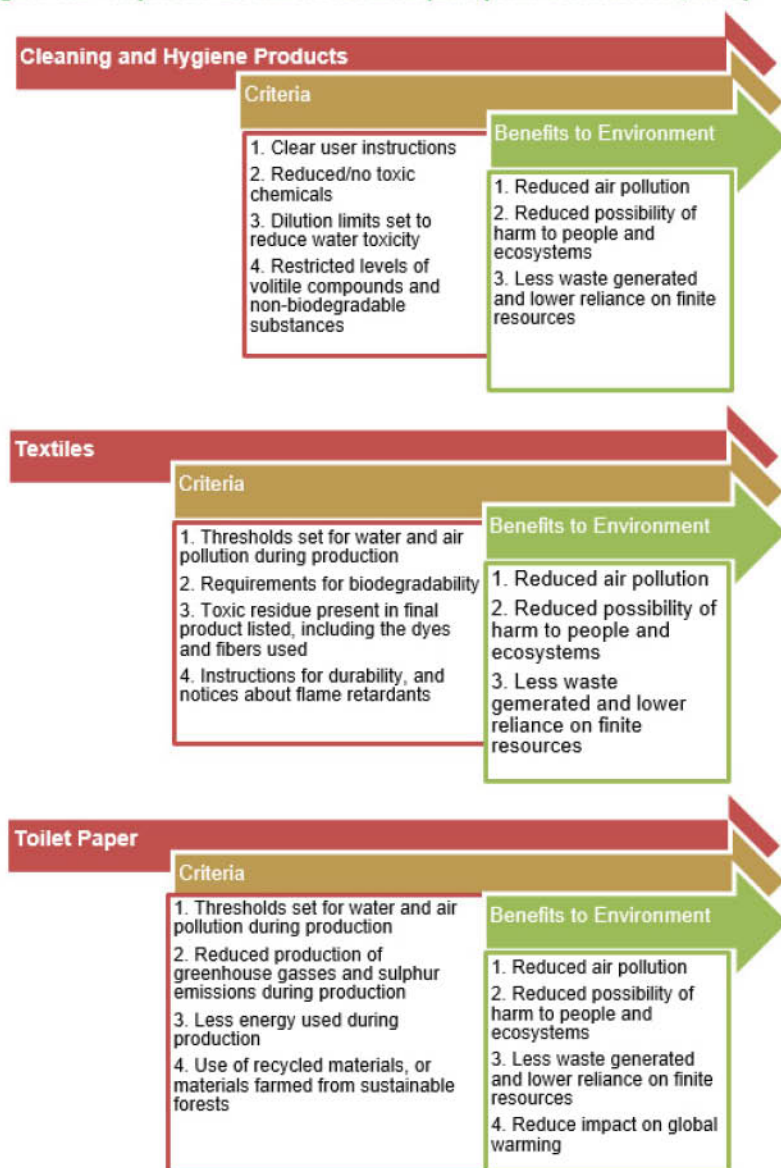 Cleaning and Hygiene Products
Criteria
1. Clear user instructions
2. Reduced/no toxic
chemicals
3. Dilution limits set to
reduce water toxicity
4. Restricted levels of
volitile compounds and
non-biodegradable
substances
Benefits to Environment
1. Reduced air pollution
2. Reduced possibility of
harm to people and
ecosystems
3. Less waste generated
and lower reliance on finite
resources
Textiles
Criteria
1. Thresholds set for water and air
pollution during production
2. Requirements for biodegradability
3. Toxic residue present in final
product listed, including the dyes
and fibers used
4. Instructions for durability, and
notices about flame retardants
Benefits to Environment
1. Reduced air pollution
2. Reduced possibility of
harm to people and
ecosystems
3. Less waste
gemerated and lower
reliance on finite
resources
Toilet Paper
Criteria
1. Thresholds set for water and air
pollution during production
2. Reduced production of
greenhouse gasses and sulphur
emissions during production
3. Less energy used during
production
4. Use of recycled materials, or
materials farmed from sustainable
forests
Benefits to Environment
1. Reduced air pollution
2. Reduced possibility of
harm to people and
ecosystems
3. Less waste generated
and lower reliance on finite
resources
4. Reduce impact on global
warming